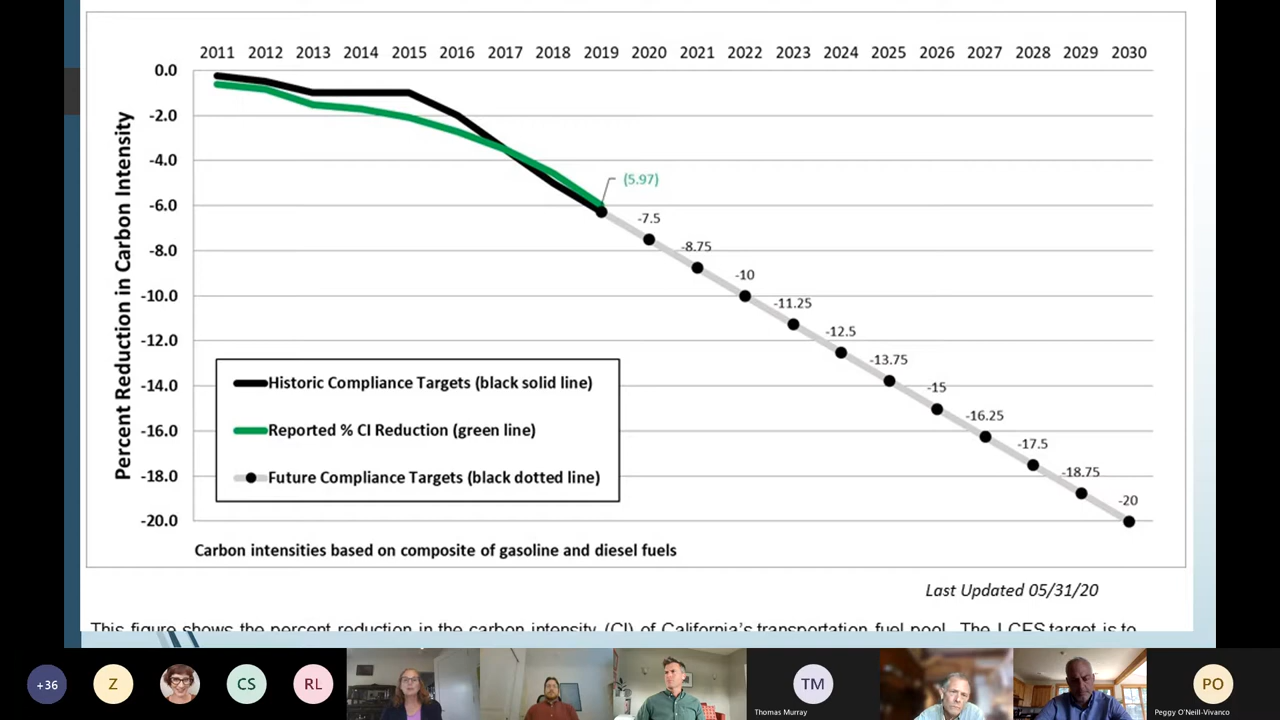 2011 2012 2013 2014 2015 2016 2017 2018 2019 2020 2021 2022 2023 2024 2025 2026 2027 2028 2029 2030
0.0
-2.0
-4.0
-6.0
-8.0
-10.0
-12.0
-14.0
-16.0
-18.0
-20.0
Percent Reduction in Carbon Intensity
(5.97)
-7.5
-8.75
-10
-11.25
-12.5
-13.75
-15
-16.25
-17.5
-18.75
-20
Historic Compliance Targets (black solid line)
Reported % CI Reduction (green line)
Future Compliance Targets (black dotted line)
Carbon intensities based on composite of gasoline and diesel fuels
Last Updated 05/31/20
This figure shows the percent reduction in the carbon intensity (CI) of California's transportation fuel pool. The LCFS target is to
+36 Z CS RL TM PO
Thomas Murray
Peggy O'Neill-Vivanco